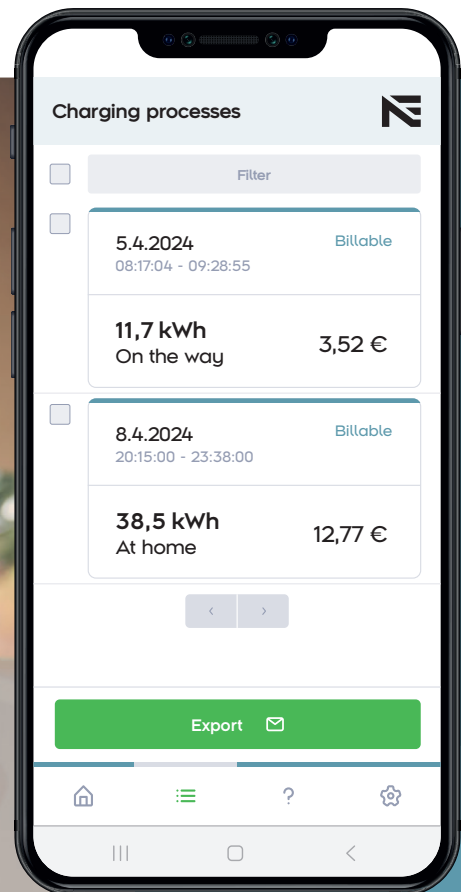 Charging processes
Filter
5.4.2024
Billable
08:17:04 - 09:28:55
11,7 kWh
On the way
3,52 €
8.4.2024
Billable
20:15:00 - 23:38:00
38,5 kWh
At home
12,77 €
Export